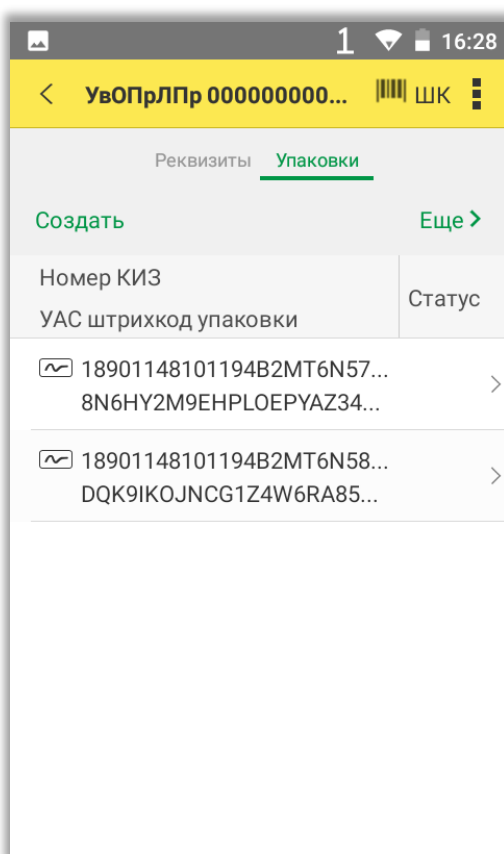 1 16:28
УвОПрЛПр 000000000... ШК
Реквизиты Упаковки
Создать Еще
Номер КИЗ
Статус
УАС штрихкод упаковки
18901148101194B2MT6N57...
8N6HY2M9EHPLOEPYAZ34...
18901148101194B2MT6N58...
DQK9IKOJNCG1Z4W6RA85...